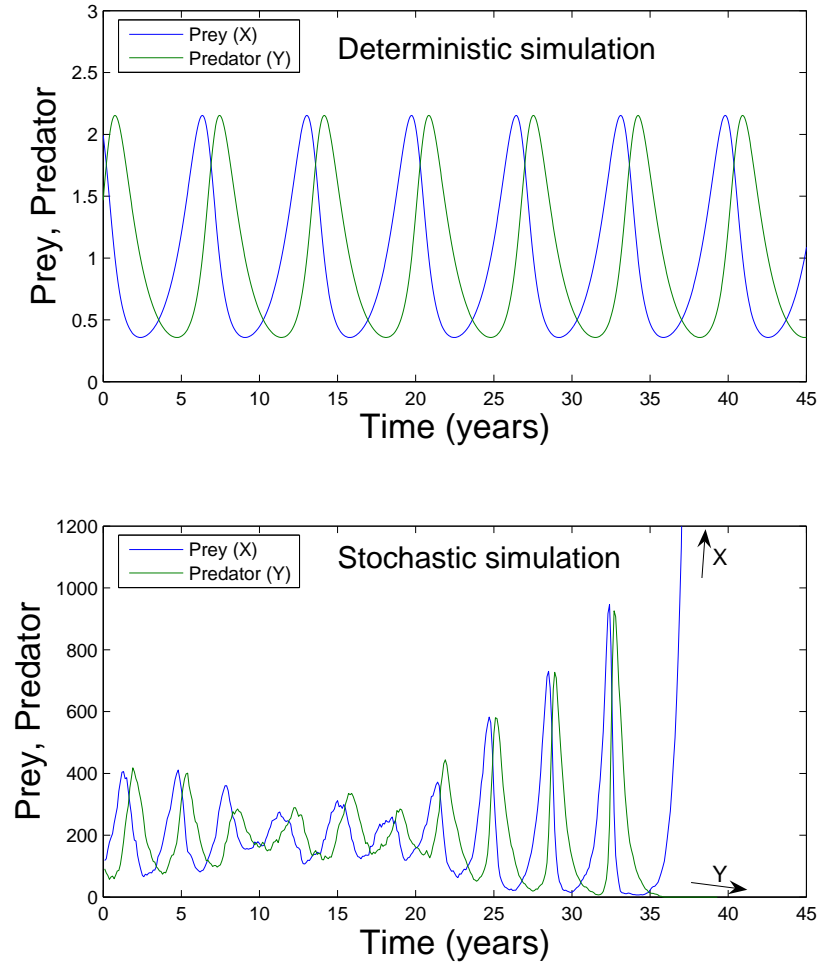 3
2.5
2
1.5
1
0.5
0
Prey, Predator
Prey (X)
Predator (Y)
Deterministic simulation
0 5 10 15 20 25 30 35 40 45
Time (years)
1200
1000
800
600
400
200
0
Prey, Predator
Prey (X)
Predator (Y)
Stochastic simulation
X
Y
0 5 10 15 20 25 30 35 40 45
Time (years)